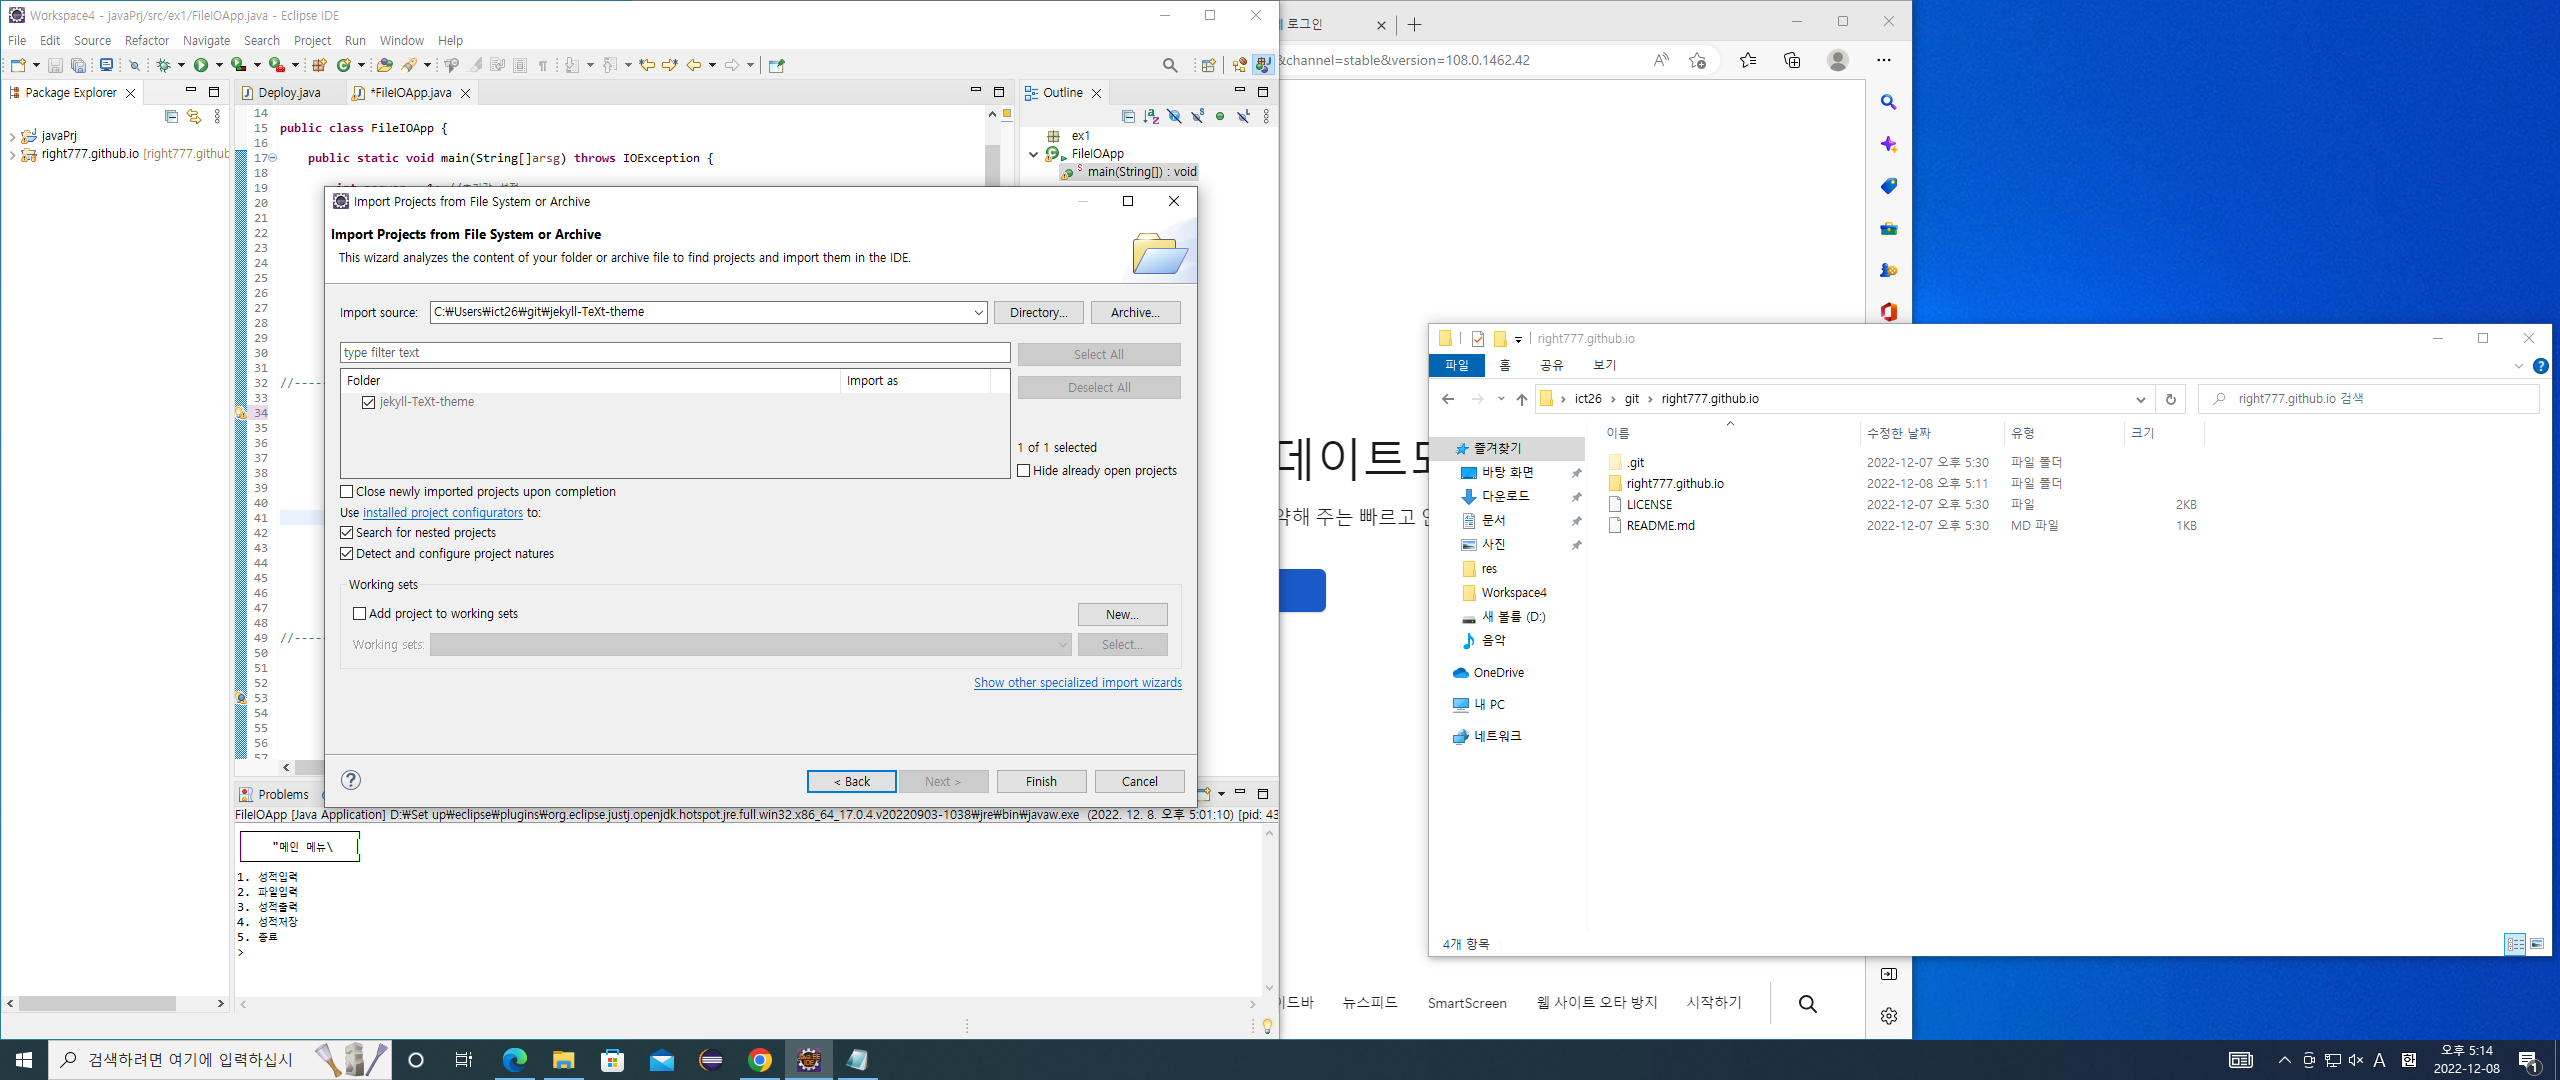 Workspace4 - javaPrj/src/ex1/FileIOApp.java - Eclipse IDE
File Edit Source Refactor Navigate Search Project Run Window Help
Package Explorer
javaPrj
right777.github.io [right777.github
Deploy.java
*FileIOApp.java
14
15 public class FileIOApp {
16
17 public static void main(String[]arsg) throws IOException {
18
19
20
21
22
23
24
25
26
27
28
29
30
31
32 //-----
33
34
35
36
37
38
39
40
41
42
43
44
45
46
47
48
49 //-----
50
51
52
53
54
55
56
57
Outline
ex1
FileIOApp
main(String[]) : void
Import Projects from File System or Archive
Import Projects from File System or Archive
This wizard analyzes the content of your folder or archive file to find projects and import them in the IDE.
Import source: C:₩Users₩ict26₩git₩jekyll-TeXt-theme
Directory... Archive...
type filter text
Select All
Folder Import as
Deselect All
jekyll-TeXt-theme
1 of 1 selected
Hide already open projects
Close newly imported projects upon completion
Use installed project configurators to:
Search for nested projects
Detect and configure project natures
Working sets
Add project to working sets
New...
Working sets:
Select...
Show other specialized import wizards
< Back Next > Finish Cancel
Problems
FileIOApp [Java Application] D:₩Set up₩eclipse₩plugins₩org.eclipse.justj.openjdk.hotspot.jre.full.win32.x86_64_17.0.4.v20220903-1038₩jre₩bin₩javaw.exe (2022. 12. 8. 오후 5:01:10) [pid: 43
"메인 메뉴\
1. 성적입력
2. 파일입력
3. 성적출력
4. 성적저장
5. 종료
>
로그인
&channel=stable&version=108.0.1462.42
데이트
약해 주는 빠르고
이드바 뉴스피드 SmartScreen 웹 사이트 오타 방지 시작하기
right777.github.io
파일 홈 공유 보기
ict26 › git › right777.github.io
right777.github.io 검색
이름 수정한 날짜 유형 크기
.git 2022-12-07 오후 5:30 파일 폴더
right777.github.io 2022-12-08 오후 5:11 파일 폴더
LICENSE 2022-12-07 오후 5:30 파일 2KB
README.md 2022-12-07 오후 5:30 MD 파일 1KB
즐겨찾기
바탕 화면
다운로드
문서
사진
res
Workspace4
새 볼륨 (D:)
음악
OneDrive
내 PC
네트워크
4개 항목
검색하려면 여기에 입력하십시
A 한
오후 5:14
2022-12-08
1